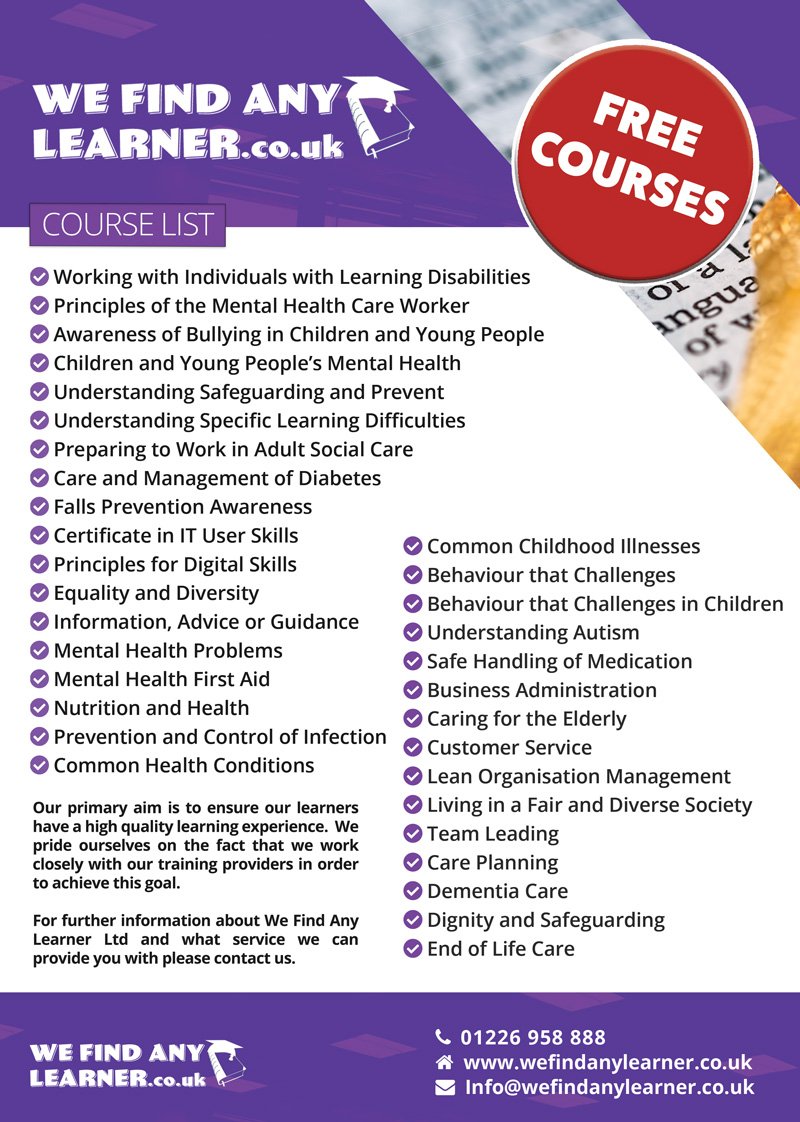 WE FIND ANY
LEARNER.co.uk
FREE
COURSES
COURSE LIST
Working with Individuals with Learning Disabilities
Principles of the Mental Health Care Worker
Awareness of Bullying in Children and Young People
Children and Young People's Mental Health
Understanding Safeguarding and Prevent
Understanding Specific Learning Difficulties
Preparing to Work in Adult Social Care
Care and Management of Diabetes
Falls Prevention Awareness
Certificate in IT User Skills
Principles for Digital Skills
Equality and Diversity
Information, Advice or Guidance
Mental Health Problems
Mental Health First Aid
Nutrition and Health
Prevention and Control of Infection
Common Health Conditions
Common Childhood Illnesses
Behaviour that Challenges
Behaviour that Challenges in Children
Understanding Autism
Safe Handling of Medication
Business Administration
Caring for the Elderly
Customer Service
Lean Organisation Management
Living in a Fair and Diverse Society
Team Leading
Care Planning
Dementia Care
Dignity and Safeguarding
End of Life Care
Our primary aim is to ensure our learners
have a high quality learning experience. We
pride ourselves on the fact that we work
closely with our training providers in order
to achieve this goal.
For further information about We Find Any
Learner Ltd and what service we can
provide you with please contact us.
WE FIND ANY
LEARNER.co.uk
01226 958 888
www.wefindanylearner.co.uk
Info@wefindanylearner.co.uk